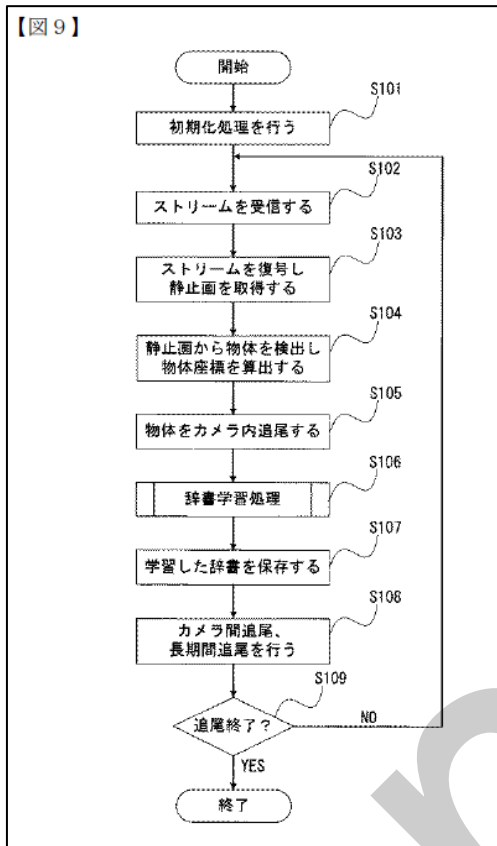 【図９】
開始
S101
初期化処理を行う
S102
ストリームを受信する
S103
ストリームを復号し
静止画を取得する
S104
静止画から物体を検出し
物体座標を算出する
S105
物体をカメラ内追尾する
S106
辞書学習処理
S107
学習した辞書を保存する
S108
カメラ間追尾、
長期間追尾を行う
S109
追尾終了？
NO
YES
終了